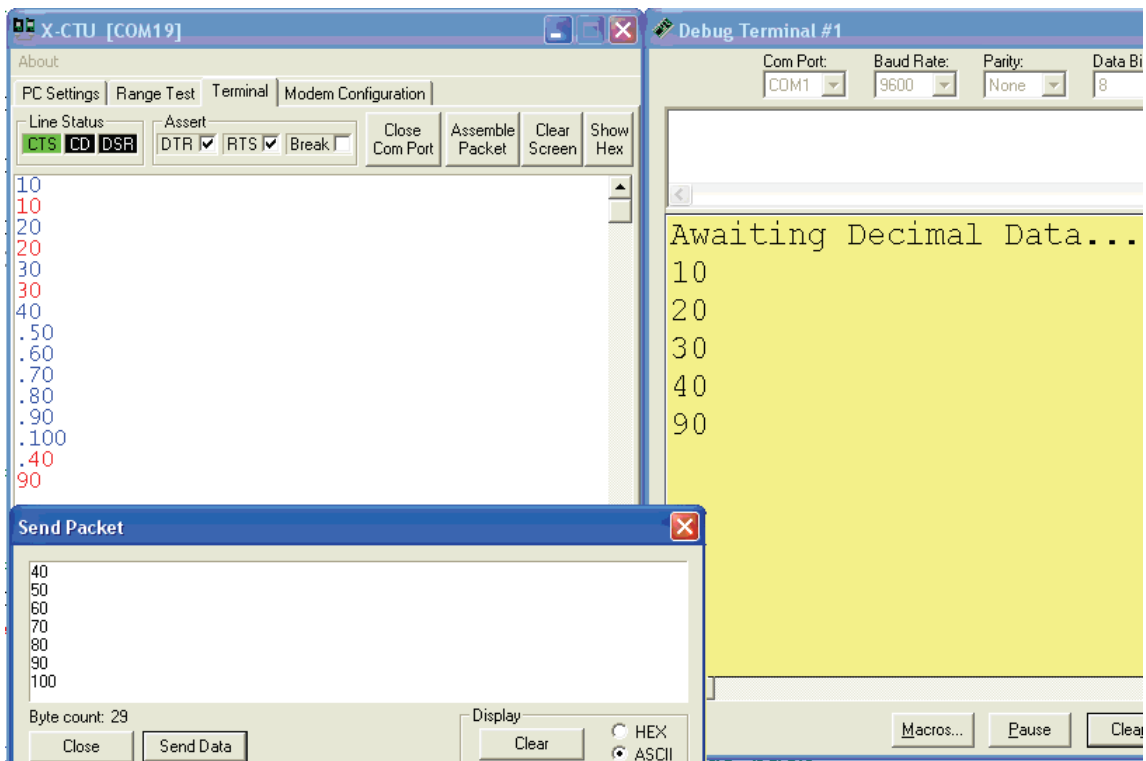 X-CTU [COM19]
About
PC Settings Range Test Terminal Modem Configuration
Line Status Assert
CTS CD DSR DTR RTS Break
Close Com Port
Assemble Packet
Clear Screen
Show Hex
10
10
20
20
30
30
40
.50
.60
.70
.80
.90
.100
.40
90
Send Packet
40
50
60
70
80
90
100
Byte count: 29
Close Send Data
Display
Clear
HEX
ASCII
Debug Terminal #1
Com Port: Baud Rate: Parity: Data Bi
COM1 9600 None 8
Awaiting Decimal Data...
10
20
30
40
90
Macros... Pause Clea